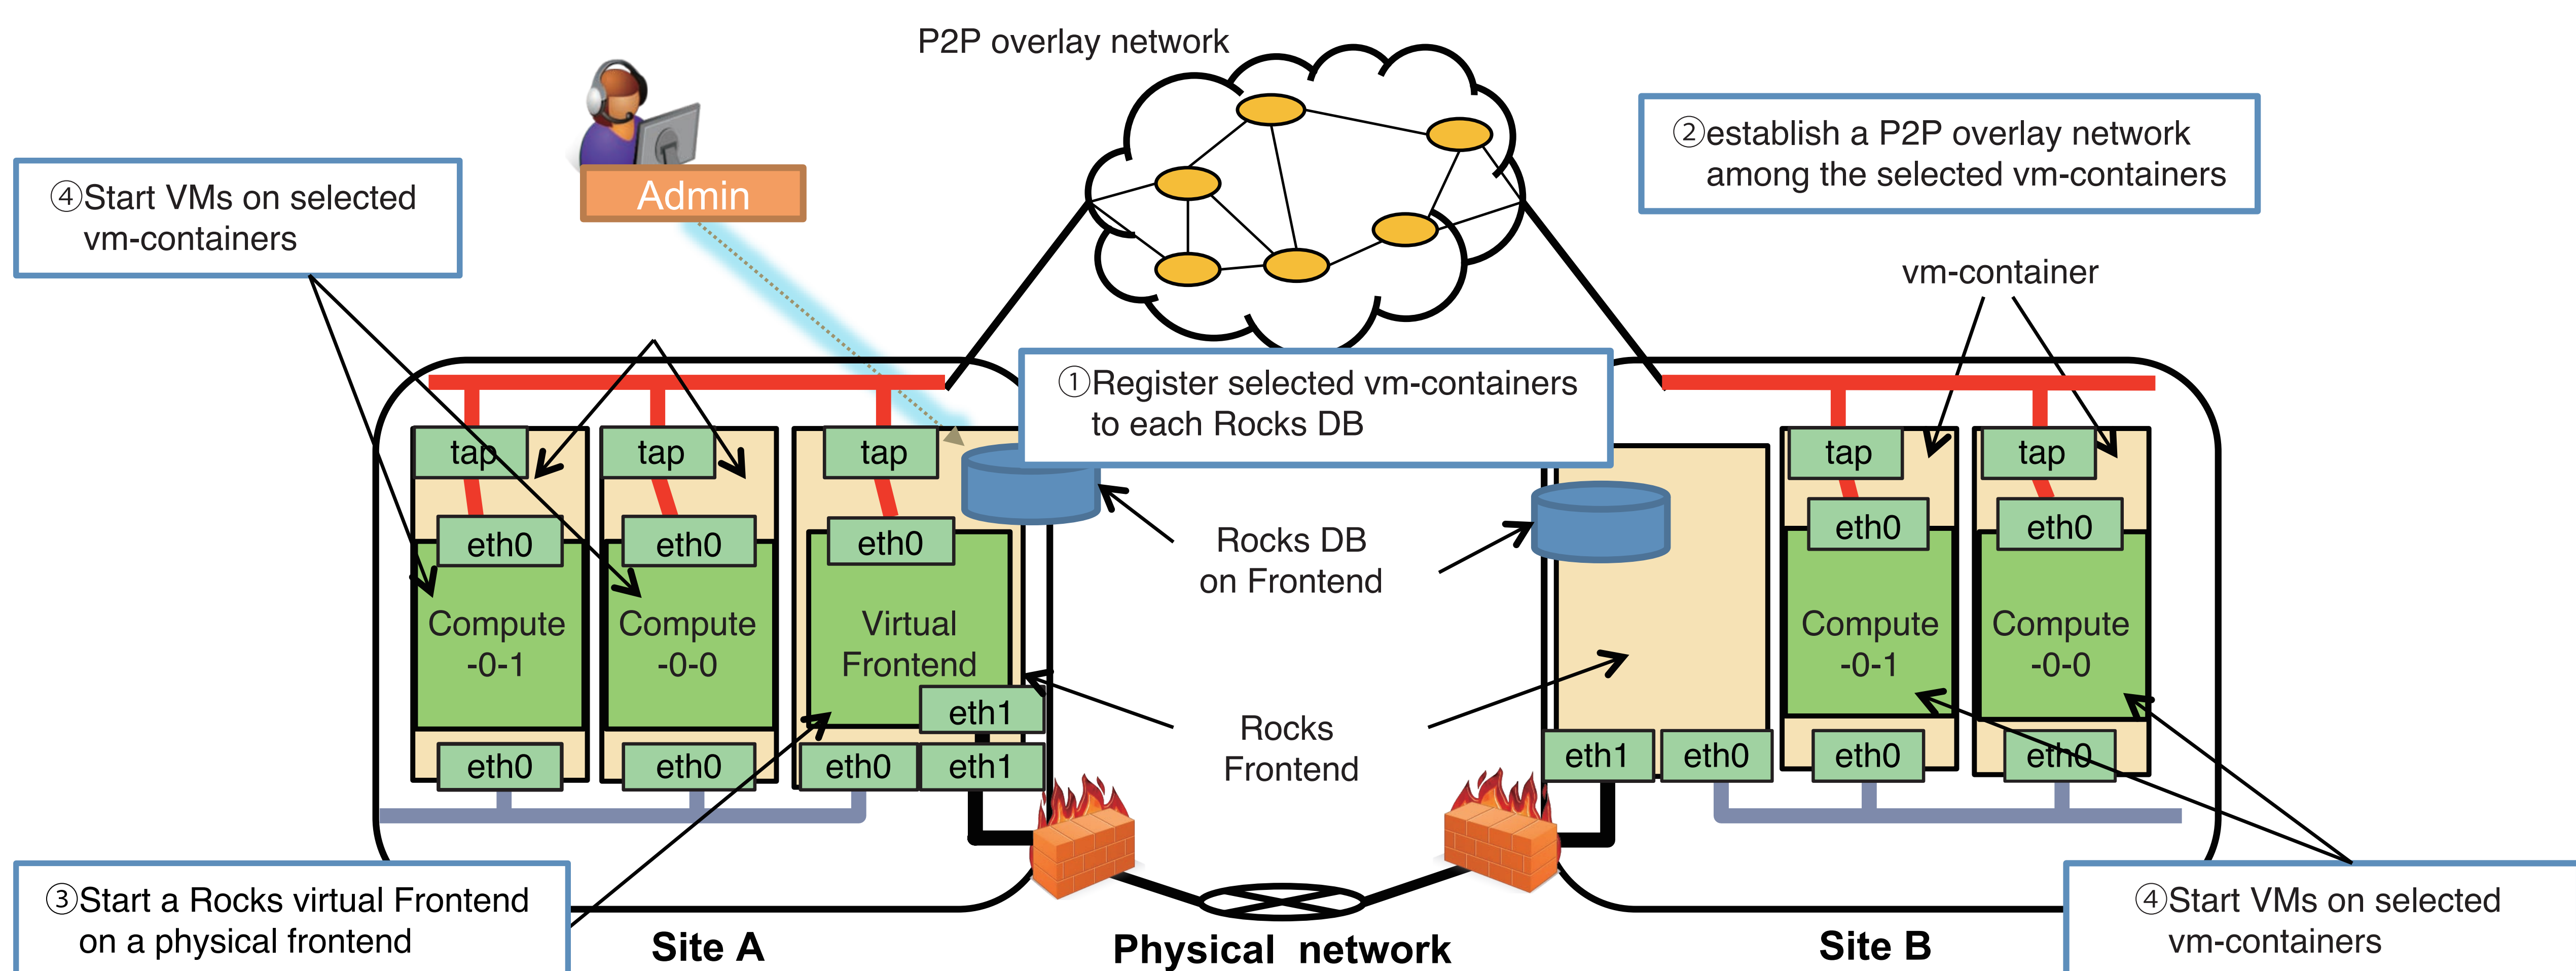 P2P overlay network
②establish a P2P overlay network
among the selected vm-containers
④Start VMs on selected
vm-containers
Admin
vm-container
①Register selected vm-containers
to each Rocks DB
tap
tap
tap
tap
tap
eth0
eth0
eth0
eth0
eth0
Rocks DB
on Frontend
Compute
-0-1
Compute
-0-0
Virtual
Frontend
Compute
-0-1
Compute
-0-0
eth1
Rocks
Frontend
eth0
eth0
eth0
eth1
eth1
eth0
eth0
eth0
③Start a Rocks virtual Frontend
on a physical frontend
④Start VMs on selected
vm-containers
Site A
Physical network
Site B